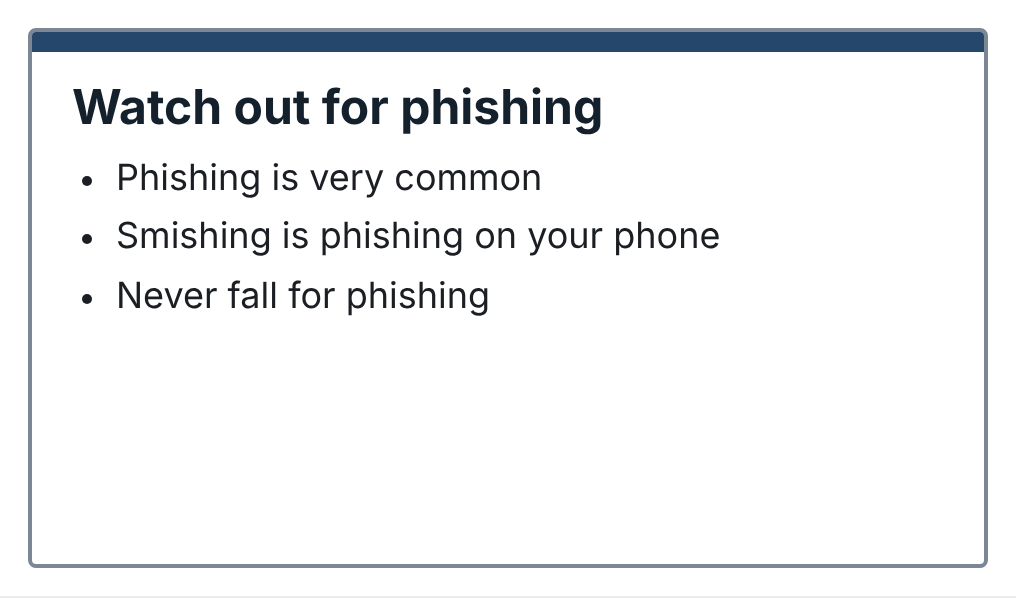 Watch out for phishing
• Phishing is very common
• Smishing is phishing on your phone
• Never fall for phishing